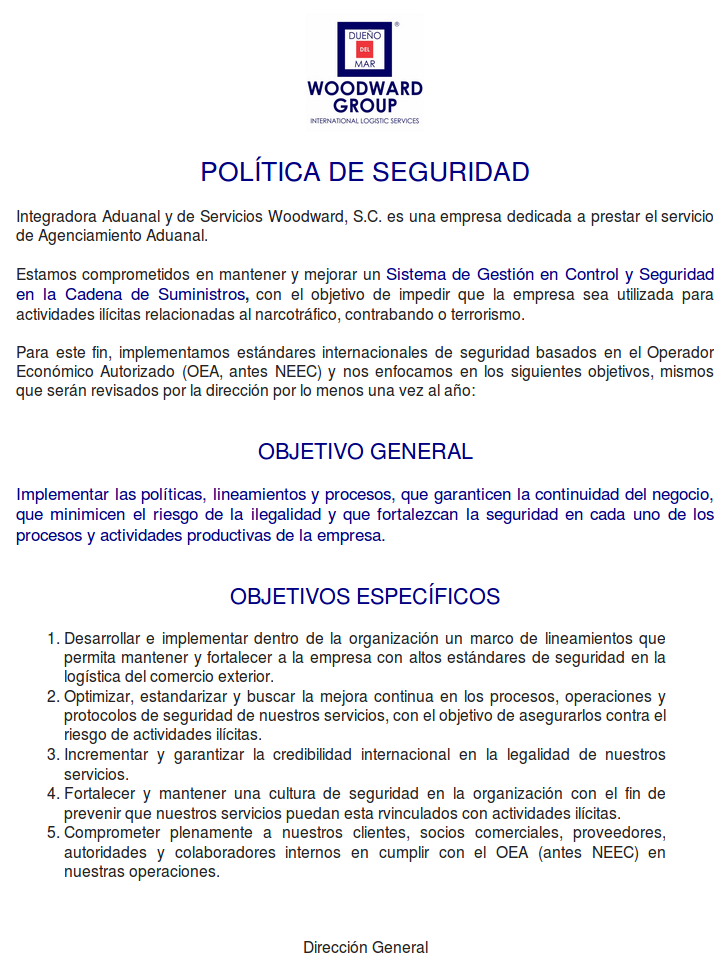 DUEÑO
DEL
MAR
®
WOODWARD
GROUP
INTERNATIONAL LOGISTIC SERVICES
POLÍTICA DE SEGURIDAD
Integradora Aduanal y de Servicios Woodward, S.C. es una empresa dedicada a prestar el servicio
de Agenciamiento Aduanal.
Estamos comprometidos en mantener y mejorar un Sistema de Gestión en Control y Seguridad
en la Cadena de Suministros, con el objetivo de impedir que la empresa sea utilizada para
actividades ilícitas relacionadas al narcotráfico, contrabando o terrorismo.
Para este fin, implementamos estándares internacionales de seguridad basados en el Operador
Económico Autorizado (OEA, antes NEEC) y nos enfocamos en los siguientes objetivos, mismos
que serán revisados por la dirección por lo menos una vez al año:
OBJETIVO GENERAL
Implementar las políticas, lineamientos y procesos, que garanticen la continuidad del negocio,
que minimicen el riesgo de la ilegalidad y que fortalezcan la seguridad en cada uno de los
procesos y actividades productivas de la empresa.
OBJETIVOS ESPECÍFICOS
1. Desarrollar e implementar dentro de la organización un marco de lineamientos que
permita mantener y fortalecer a la empresa con altos estándares de seguridad en la
logística del comercio exterior.
2. Optimizar, estandarizar y buscar la mejora continua en los procesos, operaciones y
protocolos de seguridad de nuestros servicios, con el objetivo de asegurarlos contra el
riesgo de actividades ilícitas.
3. Incrementar y garantizar la credibilidad internacional en la legalidad de nuestros
servicios.
4. Fortalecer y mantener una cultura de seguridad en la organización con el fin de
prevenir que nuestros servicios puedan esta rvinculados con actividades ilícitas.
5. Comprometer plenamente a nuestros clientes, socios comerciales, proveedores,
autoridades y colaboradores internos en cumplir con el OEA (antes NEEC) en
nuestras operaciones.
Dirección General